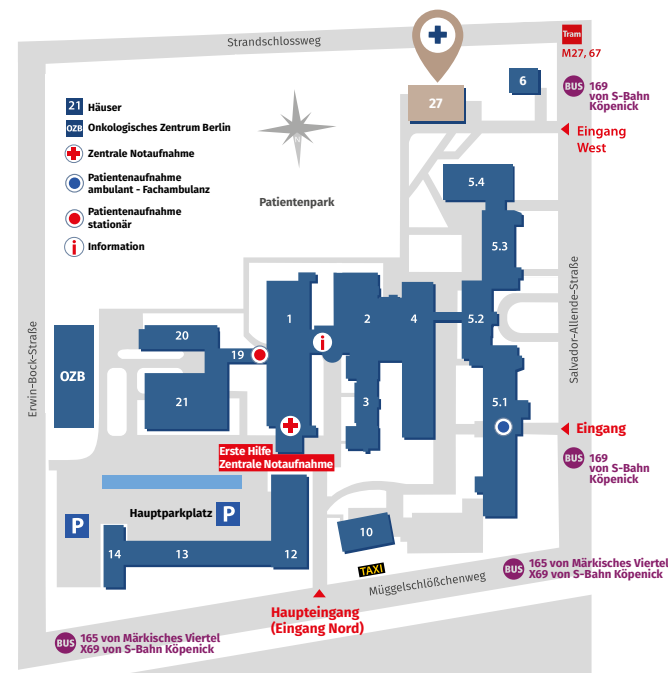 Strandschlossweg
Tram
M27, 67
27
6
BUS 169
von S-Bahn
Köpenick
21 Häuser
OZB Onkologisches Zentrum Berlin
Zentrale Notaufnahme
Patientenaufnahme
ambulant - Fachambulanz
Patientenaufnahme
stationär
i Information
N
Eingang
West
Patientenpark
5.4
5.3
5.2
5.1
1
2
4
3
i
20
19
21
OZB
Erwin-Bock-Straße
Salvador-Allende-Straße
Eingang
BUS 169
von S-Bahn
Köpenick
Erste Hilfe
Zentrale Notaufnahme
P
Hauptparkplatz P
14
13
12
10
TAXI
Müggelschlößchenweg
BUS 165 von Märkisches Viertel
X69 von S-Bahn Köpenick
Haupteingang
(Eingang Nord)
BUS 165 von Märkisches Viertel
X69 von S-Bahn Köpenick